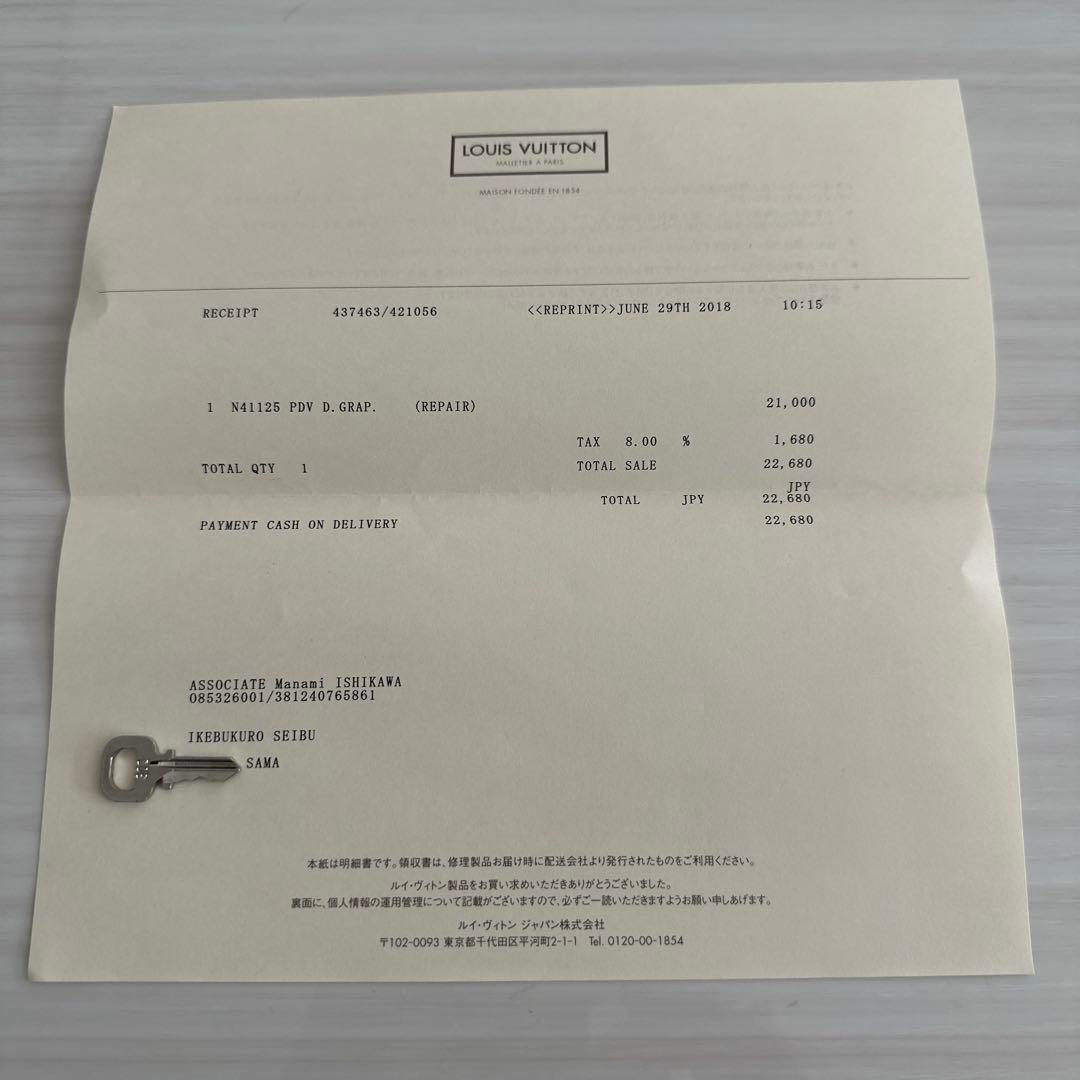 LOUIS VUITTON
MALLETIER A PARIS
MAISON FONDÉE EN 1854
RECEIPT 437463/421056 <<REPRINT>>JUNE 29TH 2018 10:15
1 N41125 PDV D.GRAP. (REPAIR) 21,000
TAX 8.00 % 1,680
TOTAL QTY 1 TOTAL SALE 22,680
JPY
TOTAL JPY 22,680
PAYMENT CASH ON DELIVERY 22,680
ASSOCIATE Manami ISHIKAWA
085326001/381240765861
IKEBUKURO SEIBU
SAMA
本紙は明細書です。領収書は、修理製品お届け時に配送会社より発行されたものをご利用ください。
ルイ・ヴィトン製品をお買い求めいただきありがとうございました。
裏面に、個人情報の運用管理について記載がございますので、必ずご一読いただきますようお願い申しあげます。
ルイ・ヴィトン ジャパン株式会社
〒102-0093 東京都千代田区平河町2-1-1 Tel. 0120-00-1854